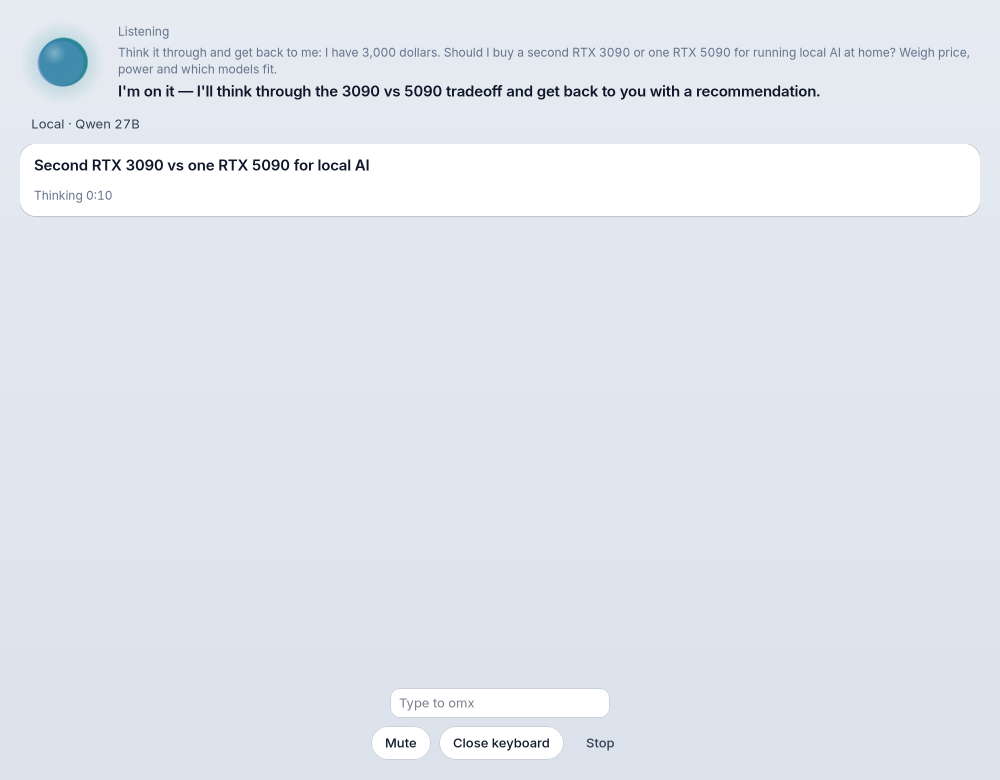 Listening
Think it through and get back to me: I have 3,000 dollars. Should I buy a second RTX 3090 or one RTX 5090 for running local AI at home? Weigh price,
power and which models fit.
I'm on it — I'll think through the 3090 vs 5090 tradeoff and get back to you with a recommendation.
Local · Qwen 27B
Second RTX 3090 vs one RTX 5090 for local AI
Thinking 0:10
Type to omx
Mute
Close keyboard
Stop